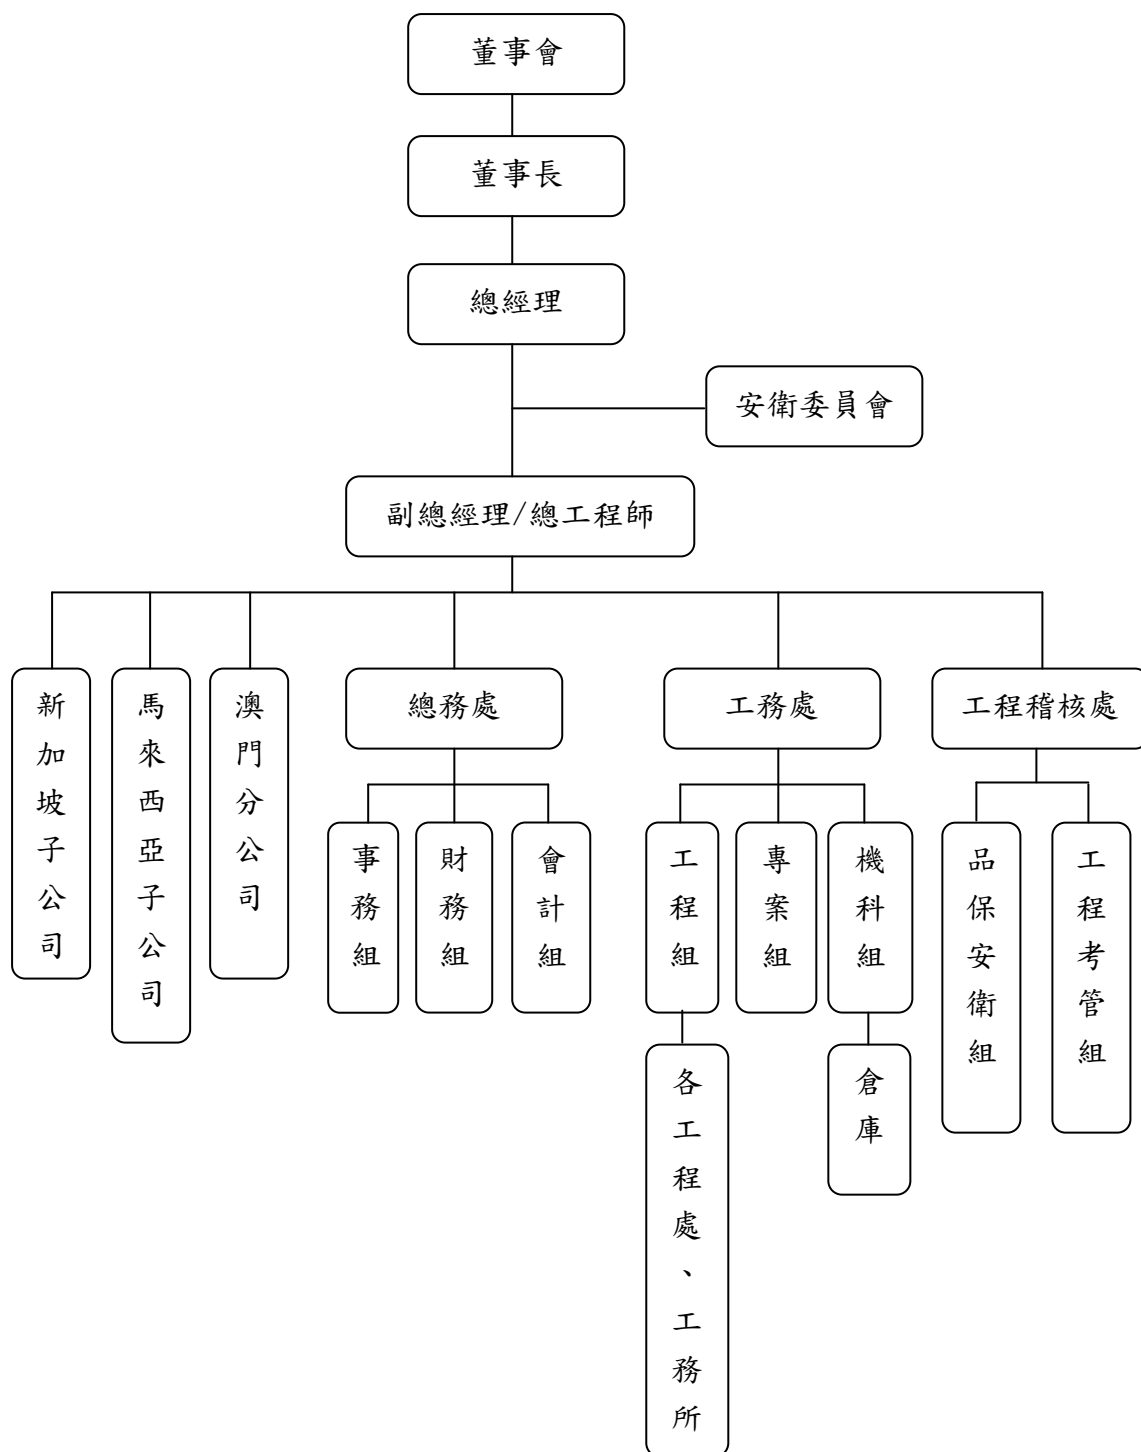 董事會
董事長
總經理
安衛委員會
副總經理/總工程師
新加坡子公司
馬來西亞子公司
澳門分公司
總務處
工務處
工程稽核處
事務組
財務組
會計組
工程組
專案組
機科組
品保安衛組
工程考管組
各工程處、工務所
倉庫